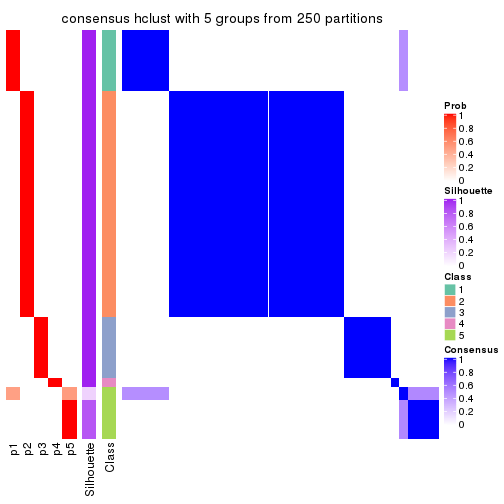 consensus hclust with 5 groups from 250 partitions
Prob
1
0.8
0.6
0.4
0.2
0
Silhouette
1
0.8
0.6
0.4
0.2
0
Class
1
2
3
4
5
Consensus
1
0.8
0.6
0.4
0.2
0
p1
p2
p3
p4
p5
Silhouette
Class